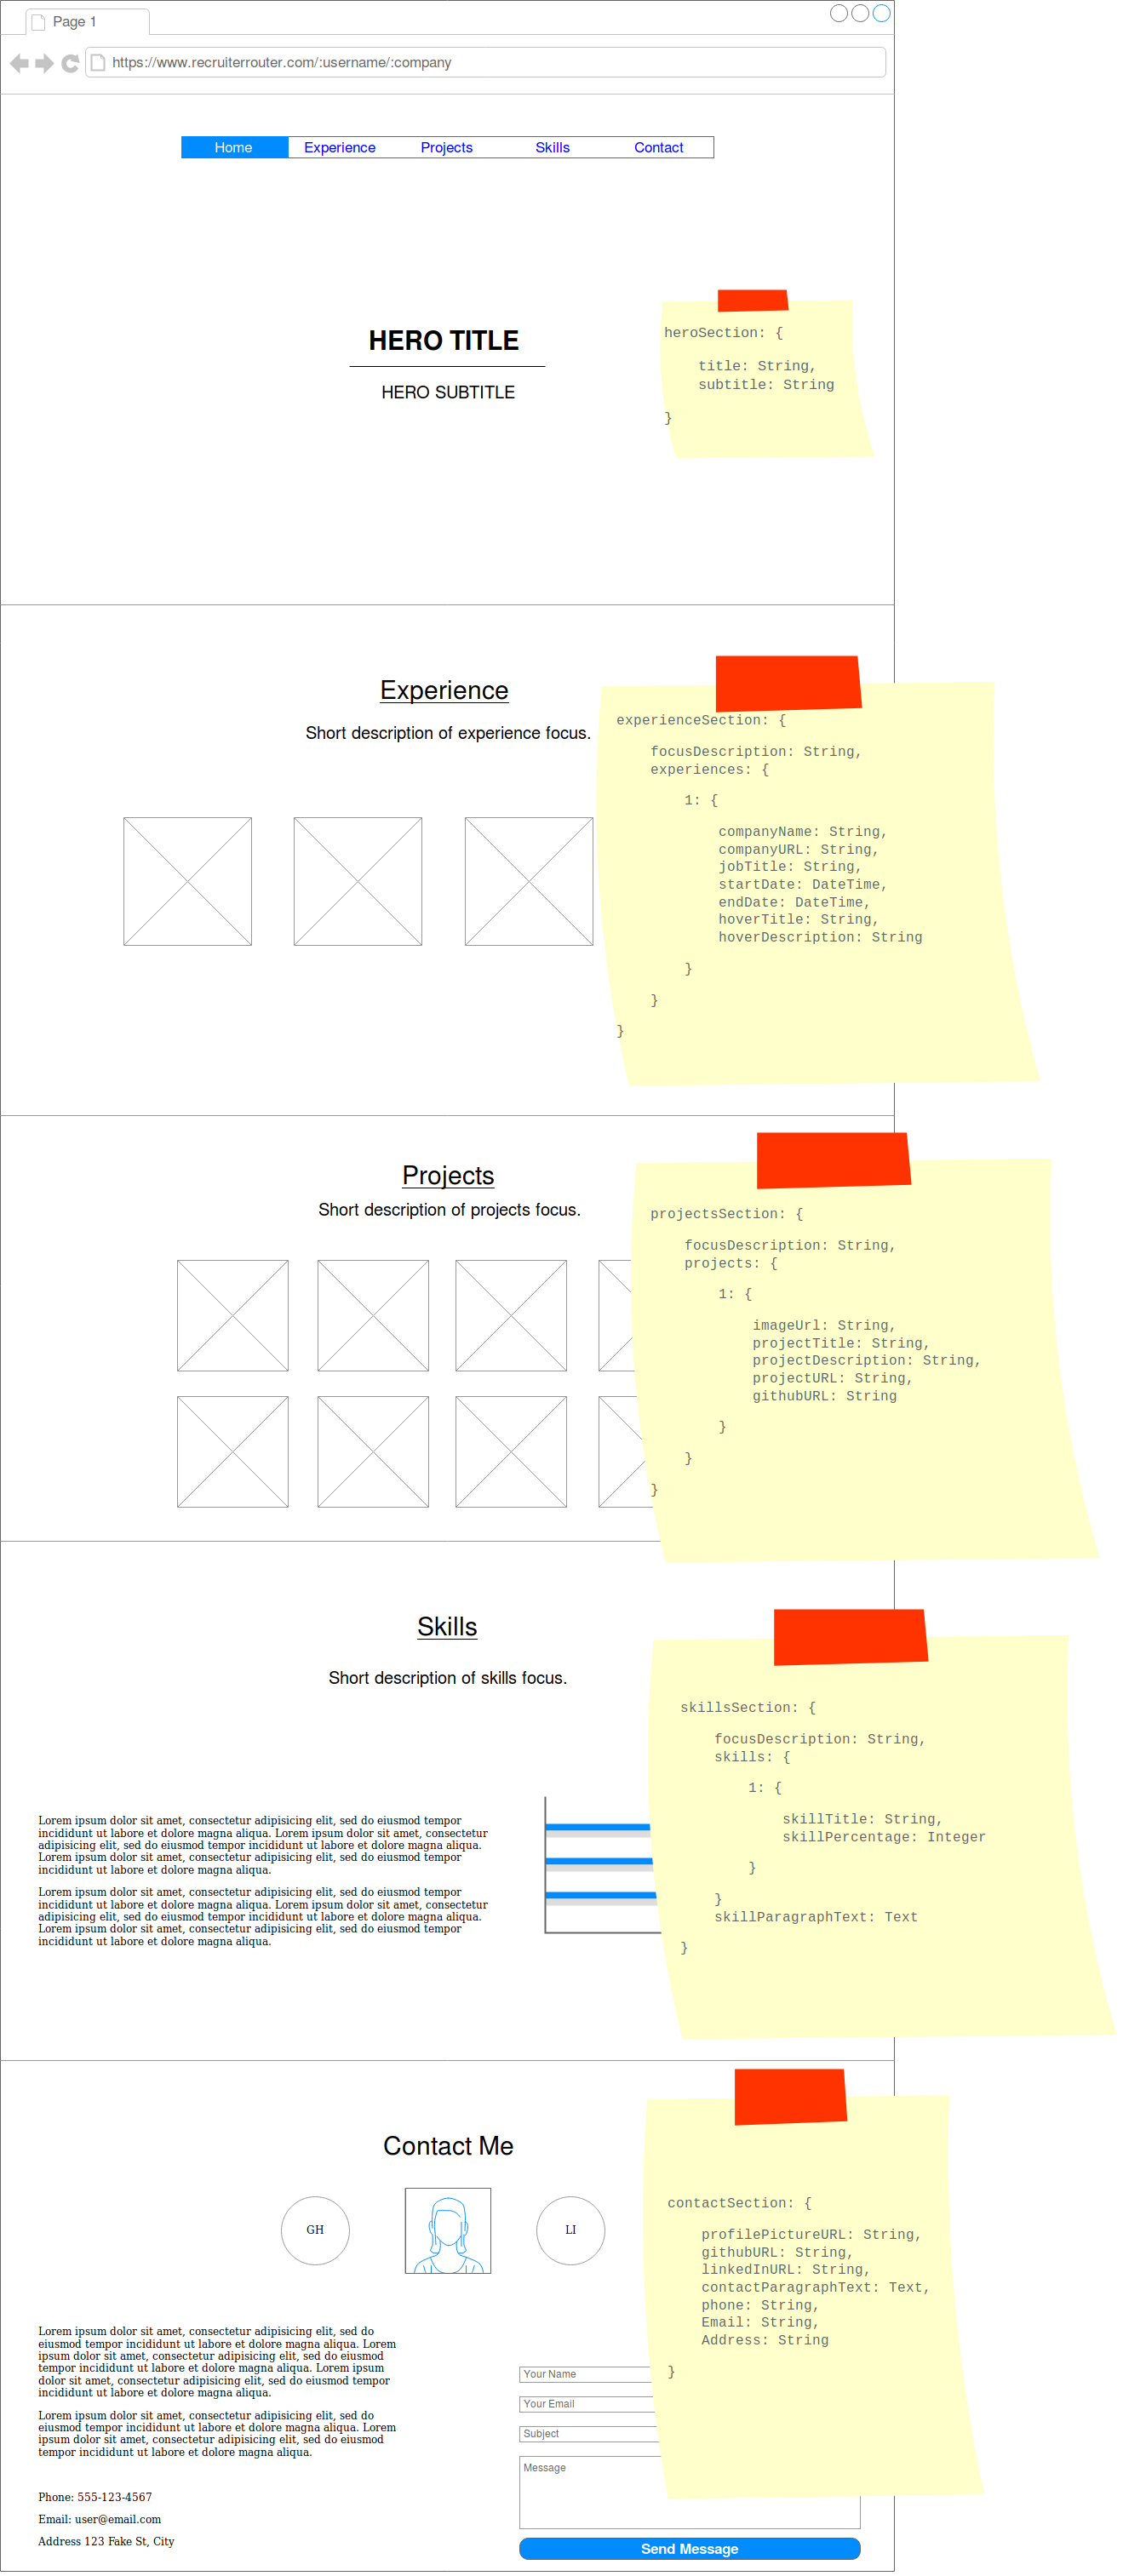 Page 1
https://www.recruiterrouter.com/:username/:company
Home Experience Projects Skills Contact
HERO TITLE
HERO SUBTITLE
heroSection: {
title: String,
subtitle: String
}
Experience
Short description of experience focus.
experienceSection: {
focusDescription: String,
experiences: {
1: {
companyName: String,
companyURL: String,
jobTitle: String,
startDate: DateTime,
endDate: DateTime,
hoverTitle: String,
hoverDescription: String
}
}
}
Projects
Short description of projects focus.
projectsSection: {
focusDescription: String,
projects: {
1: {
imageUrl: String,
projectTitle: String,
projectDescription: String,
projectURL: String,
githubURL: String
}
}
}
Skills
Short description of skills focus.
Lorem ipsum dolor sit amet, consectetur adipisicing elit, sed do eiusmod tempor
incididunt ut labore et dolore magna aliqua. Lorem ipsum dolor sit amet, consectetur
adipisicing elit, sed do eiusmod tempor incididunt ut labore et dolore magna aliqua.
Lorem ipsum dolor sit amet, consectetur adipisicing elit, sed do eiusmod tempor
incididunt ut labore et dolore magna aliqua.
Lorem ipsum dolor sit amet, consectetur adipisicing elit, sed do eiusmod tempor
incididunt ut labore et dolore magna aliqua. Lorem ipsum dolor sit amet, consectetur
adipisicing elit, sed do eiusmod tempor incididunt ut labore et dolore magna aliqua.
Lorem ipsum dolor sit amet, consectetur adipisicing elit, sed do eiusmod tempor
incididunt ut labore et dolore magna aliqua.
skillsSection: {
focusDescription: String,
skills: {
1: {
skillTitle: String,
skillPercentage: Integer
}
}
skillParagraphText: Text
}
Contact Me
GH
LI
Lorem ipsum dolor sit amet, consectetur adipisicing elit, sed do
eiusmod tempor incididunt ut labore et dolore magna aliqua. Lorem
ipsum dolor sit amet, consectetur adipisicing elit, sed do eiusmod
tempor incididunt ut labore et dolore magna aliqua. Lorem ipsum
dolor sit amet, consectetur adipisicing elit, sed do eiusmod tempor
incididunt ut labore et dolore magna aliqua.
Lorem ipsum dolor sit amet, consectetur adipisicing elit, sed do
eiusmod tempor incididunt ut labore et dolore magna aliqua. Lorem
ipsum dolor sit amet, consectetur adipisicing elit, sed do eiusmod
tempor incididunt ut labore et dolore magna aliqua.
Phone: 555-123-4567
Email: user@email.com
Address 123 Fake St, City
contactSection: {
profilePictureURL: String,
githubURL: String,
linkedInURL: String,
contactParagraphText: Text,
phone: String,
Email: String,
Address: String
}
Your Name
Your Email
Subject
Message
Send Message